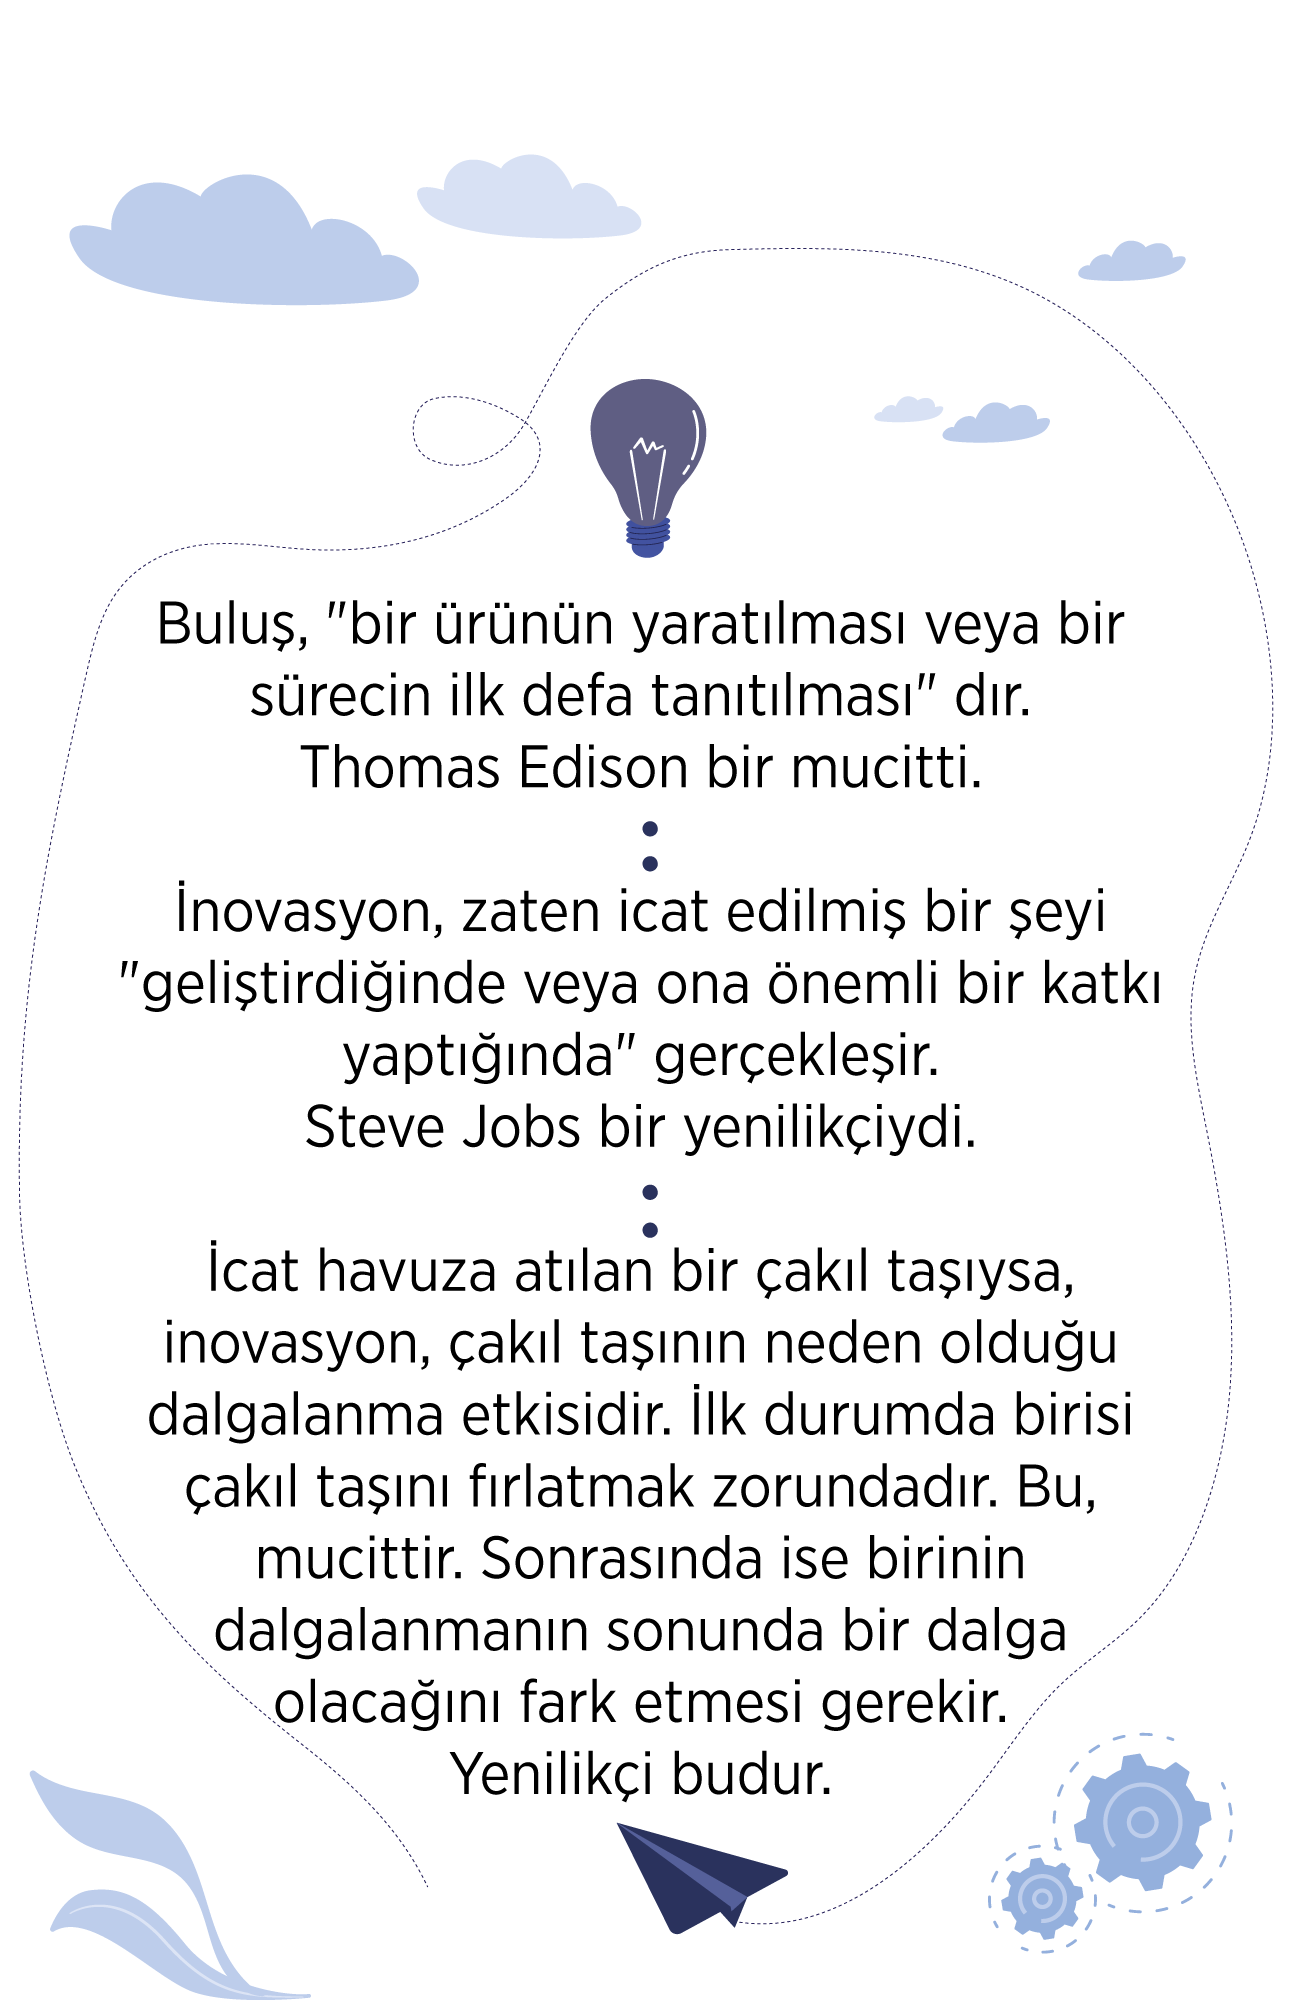 Buluş, "bir ürünün yaratılması veya bir
sürecin ilk defa tanıtılması" dır.
Thomas Edison bir mucitti.
İnovasyon, zaten icat edilmiş bir şeyi
"geliştirdiğinde veya ona önemli bir katkı
yaptığında" gerçekleşir.
Steve Jobs bir yenilikçiydi.
İcat havuza atılan bir çakıl taşıysa,
inovasyon, çakıl taşının neden olduğu
dalgalanma etkisidir. İlk durumda birisi
çakıl taşını fırlatmak zorundadır. Bu,
mucittir. Sonrasında ise birinin
dalgalanmanın sonunda bir dalga
olacağını fark etmesi gerekir.
Yenilikçi budur.